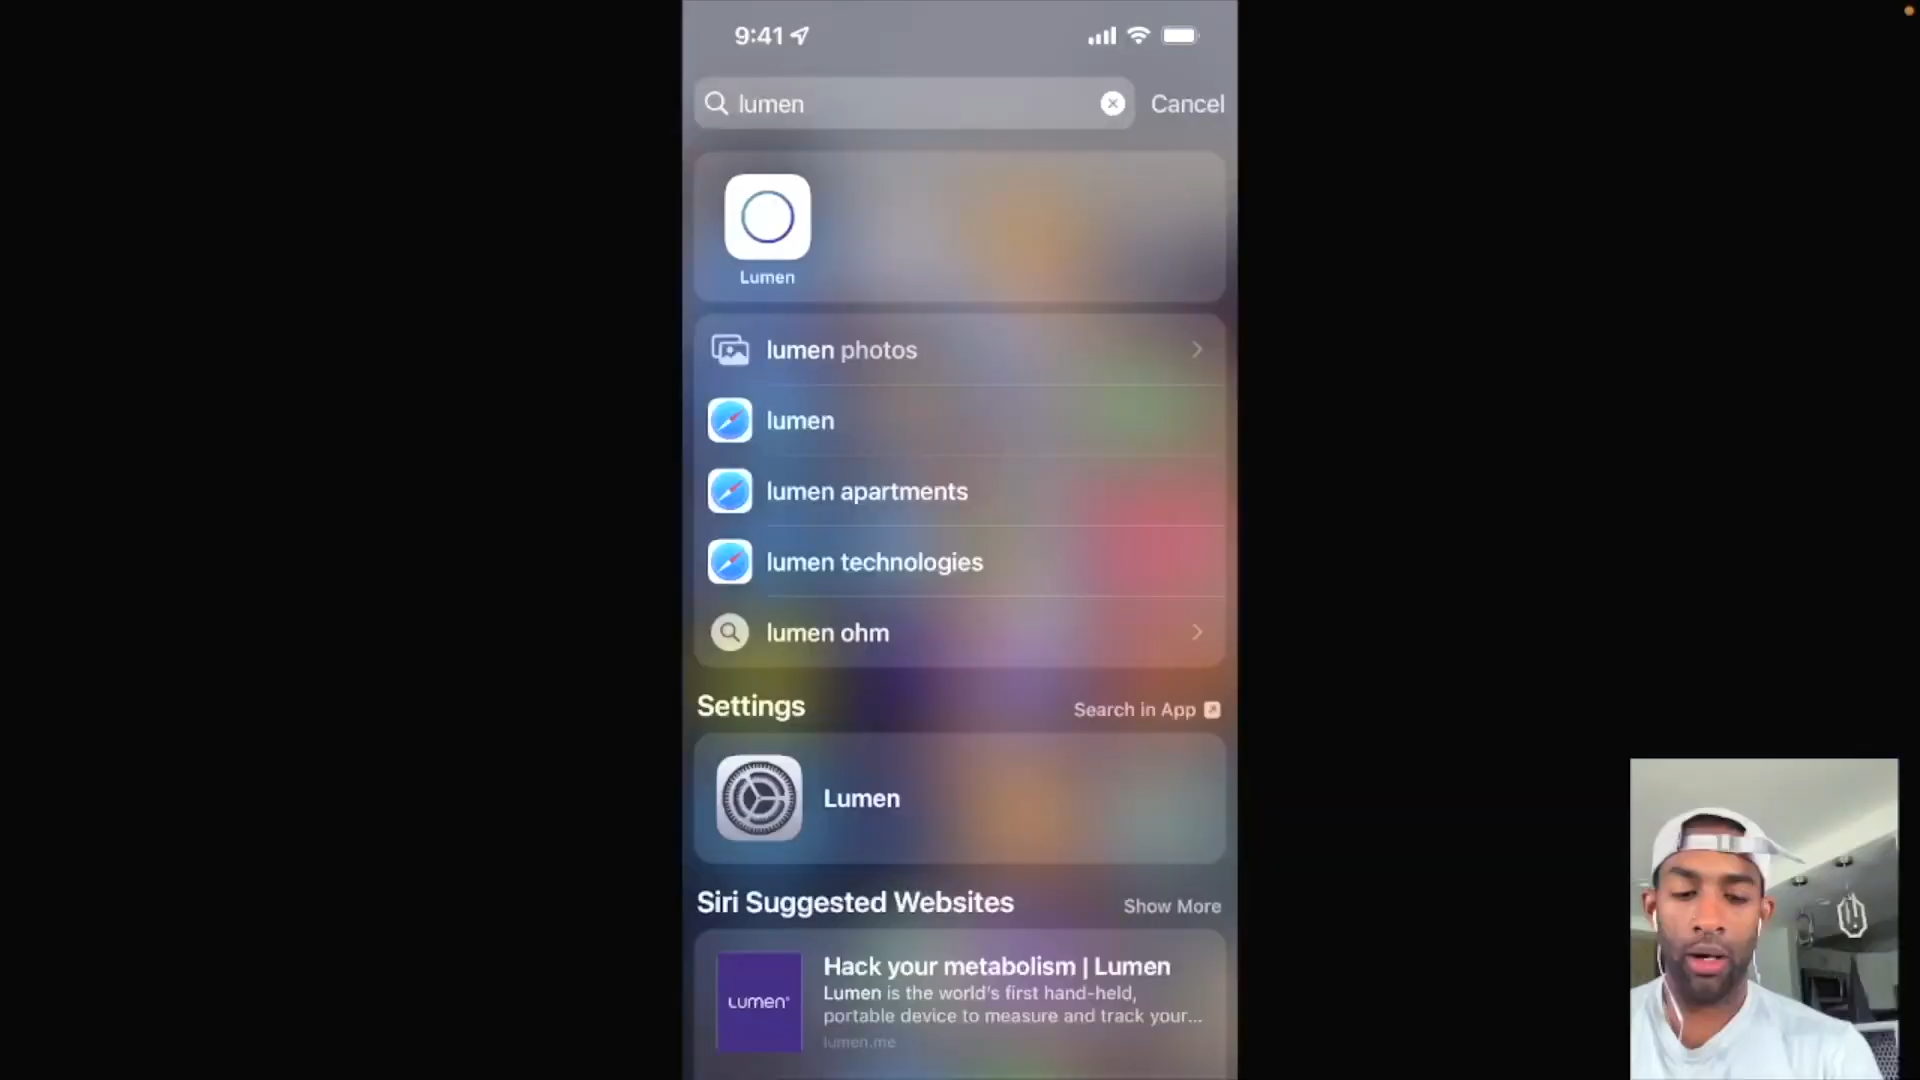 9:41
lumen
Cancel
Lumen
lumen photos
lumen
lumen apartments
lumen technologies
lumen ohm
Settings
Search in App
Lumen
Siri Suggested Websites
Show More
Hack your metabolism | Lumen
Lumen is the world's first hand-held,
portable device to measure and track your...
lumen.me
LUMEN®